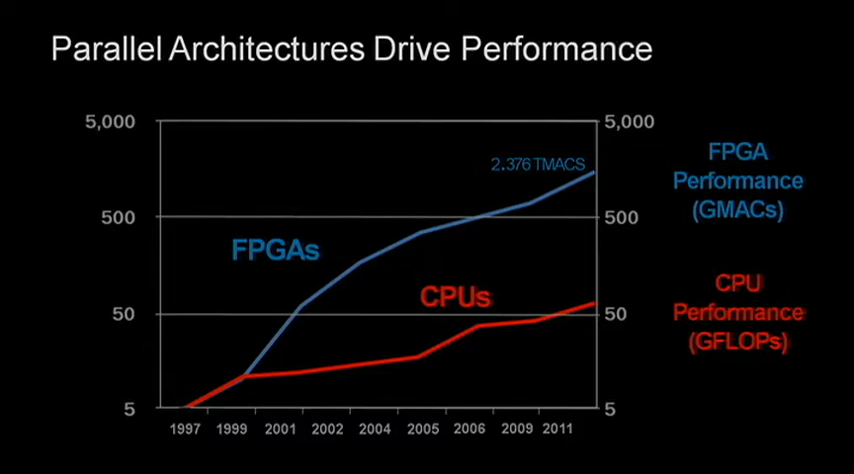 Parallel Architectures Drive Performance
5,000
5,000
2.376 TMACS
FPGA
Performance
(GMACs)
500
500
FPGAs
CPUs
CPU
Performance
(GFLOPs)
50
50
5
5
1997 1999 2001 2002 2004 2005 2006 2009 2011